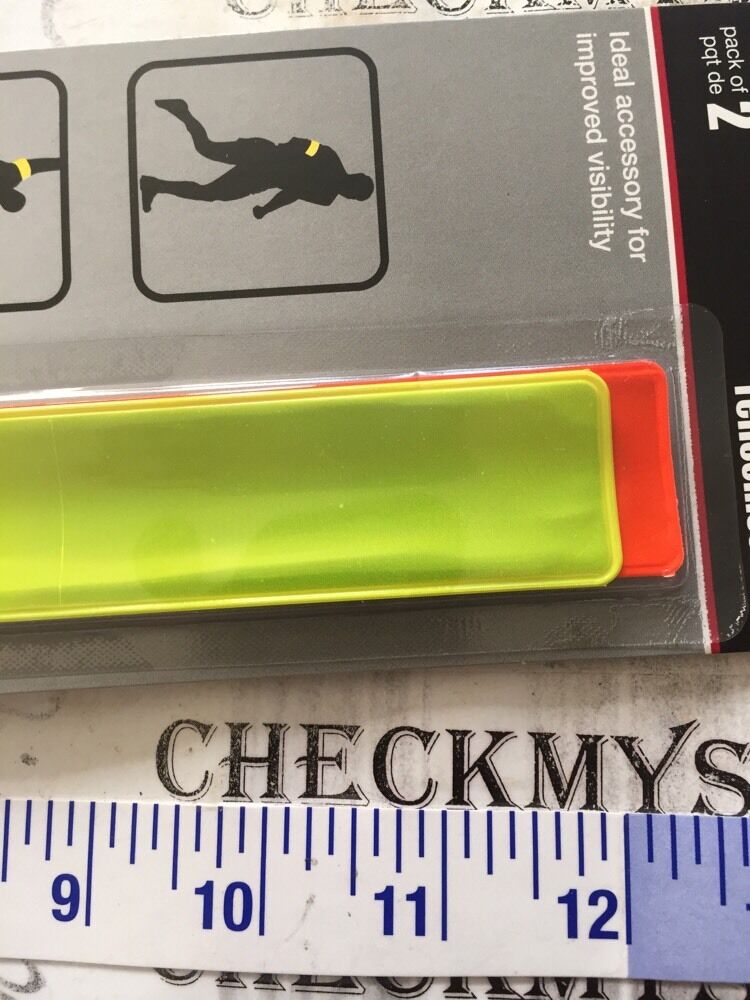 pack of 2
pqt de
Ideal accessory for
improved visibility
CHECKMYS
9 10 11 12